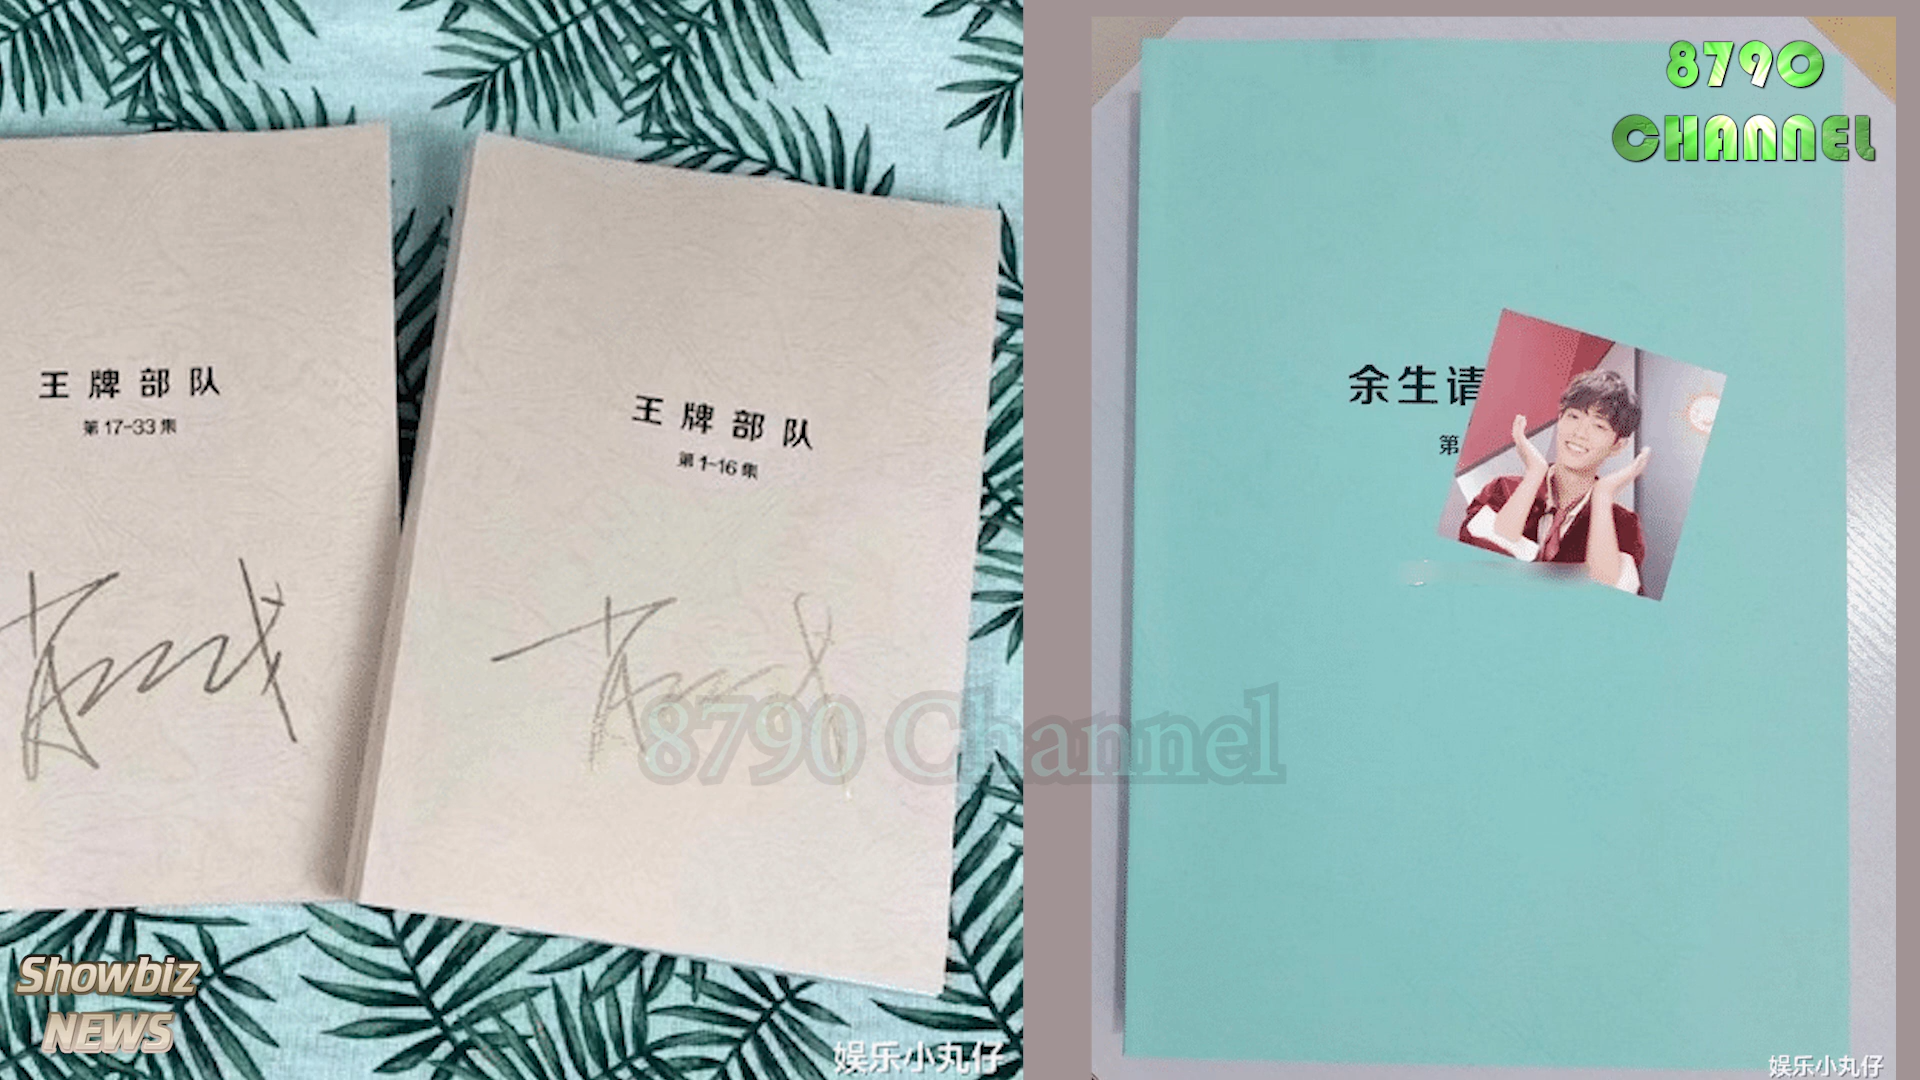 王牌部队
第17-33集
王牌部队
第1-16集
8790 Channel
Showbiz
NEWS
娱乐小丸仔
8790
CHANNEL
余生请
第
娱乐小丸仔